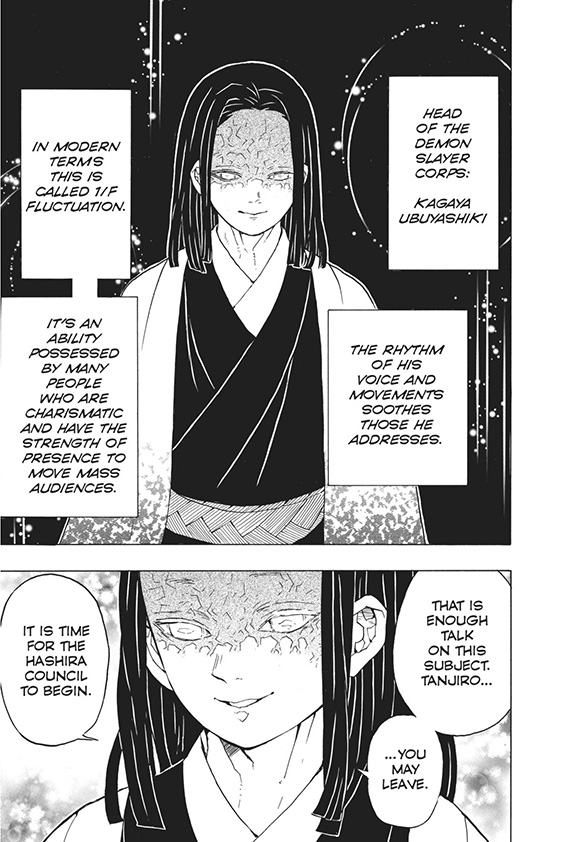 HEAD
OF THE
DEMON
SLAYER
CORPS:
KAGAYA
UBUYASHIKI
THE RHYTHM
OF HIS
VOICE AND
MOVEMENTS
SOOTHES
THOSE HE
ADDRESSES.
IN MODERN
TERMS
THIS IS
CALLED 1/F
FLUCTUATION.
IT'S AN
ABILITY
POSSESSED
BY MANY
PEOPLE
WHO ARE
CHARISMATIC
AND HAVE THE
STRENGTH OF
PRESENCE TO
MOVE MASS
AUDIENCES.
THAT IS
ENOUGH
TALK
ON THIS
SUBJECT.
TANJIRO...
...YOU
MAY
LEAVE.
IT IS TIME
FOR THE
HASHIRA
COUNCIL
TO BEGIN.